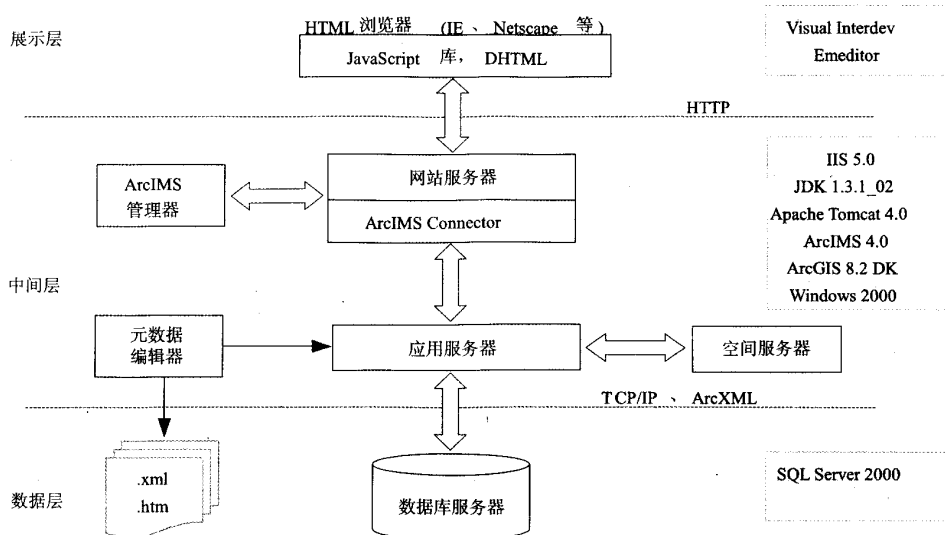 HTML 浏览器 (IE 、 Netscape 等)
展示层
JavaScript 库， DHTML
Visual Interdev
Emeditor
HTTP
ArcIMS
管理器
网站服务器
ArcIMS Connector
IIS 5.0
JDK 1.3.1_02
Apache Tomcat 4.0
ArcIMS 4.0
ArcGIS 8.2 DK
Windows 2000
中间层
元数据
编辑器
应用服务器
空间服务器
TCP/IP 、 ArcXML
数据层
.xml
.htm
数据库服务器
SQL Server 2000